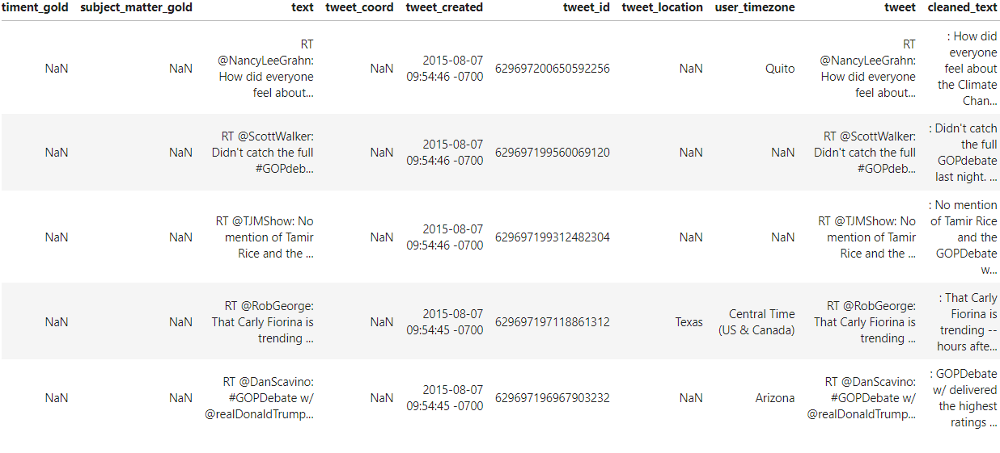 timent_gold subject_matter_gold text tweet_coord tweet_created tweet_id tweet_location user_timezone tweet cleaned_text
NaN NaN RT @NancyLeeGrahn: How did everyone feel about... NaN 2015-08-07 09:54:46 -0700 629697200650592256 NaN Quito RT @NancyLeeGrahn: How did everyone feel about... : How did everyone feel about the Climate Chan...
NaN NaN RT @ScottWalker: Didn't catch the full #GOPdeb... NaN 2015-08-07 09:54:46 -0700 629697199560069120 NaN NaN RT @ScottWalker: Didn't catch the full #GOPdeb... : Didn't catch the full GOPdebate last night. ...
NaN NaN RT @TJMShow: No mention of Tamir Rice and the ... NaN 2015-08-07 09:54:46 -0700 629697199312482304 NaN NaN RT @TJMShow: No mention of Tamir Rice and the ... : No mention of Tamir Rice and the GOPDebate w...
NaN NaN RT @RobGeorge: That Carly Fiorina is trending ... NaN 2015-08-07 09:54:45 -0700 629697197118861312 Texas Central Time (US & Canada) RT @RobGeorge: That Carly Fiorina is trending ... : That Carly Fiorina is trending -- hours afte...
NaN NaN RT @DanScavino: #GOPDebate w/ @realDonaldTrump... NaN 2015-08-07 09:54:45 -0700 629697196967903232 NaN Arizona RT @DanScavino: #GOPDebate w/ @realDonaldTrump... : GOPDebate w/ delivered the highest ratings ...